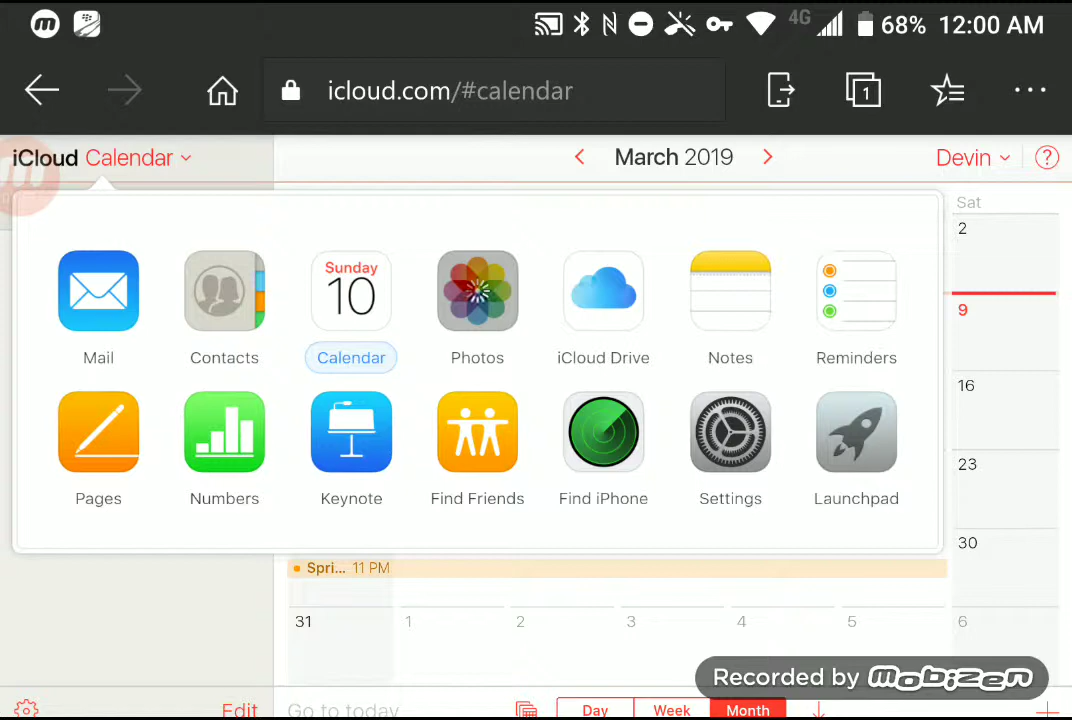 4G 68% 12:00 AM
icloud.com/#calendar 1
iCloud Calendar March 2019 Devin ?
Sat
2
Sunday
10
9
Mail Contacts Calendar Photos iCloud Drive Notes Reminders
16
23
Pages Numbers Keynote Find Friends Find iPhone Settings Launchpad
30
Spri... 11 PM
31 1 2 3 4 5 6
Recorded by mobizen
Edit Go to today Day Week Month